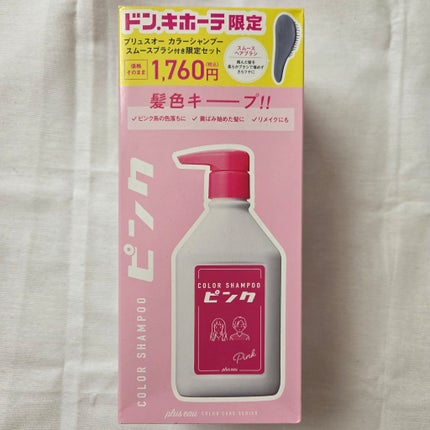 ドン.キホーテ限定
プリュスオー カラーシャンプー
スムースブラシ付き限定セット
価格
そのまま
1,760円
(税込)
スムース
ヘアブラシ
髪色キープ!!
✓ピンク系の色落ちに
✓黄ばみ始めた髪に
✓リメイクにも
COLOR SHAMPOO
ピンク
COLOR SHAMPOO
ピンク
Pink
plus eau
plus eau COLOR CARE SERIES